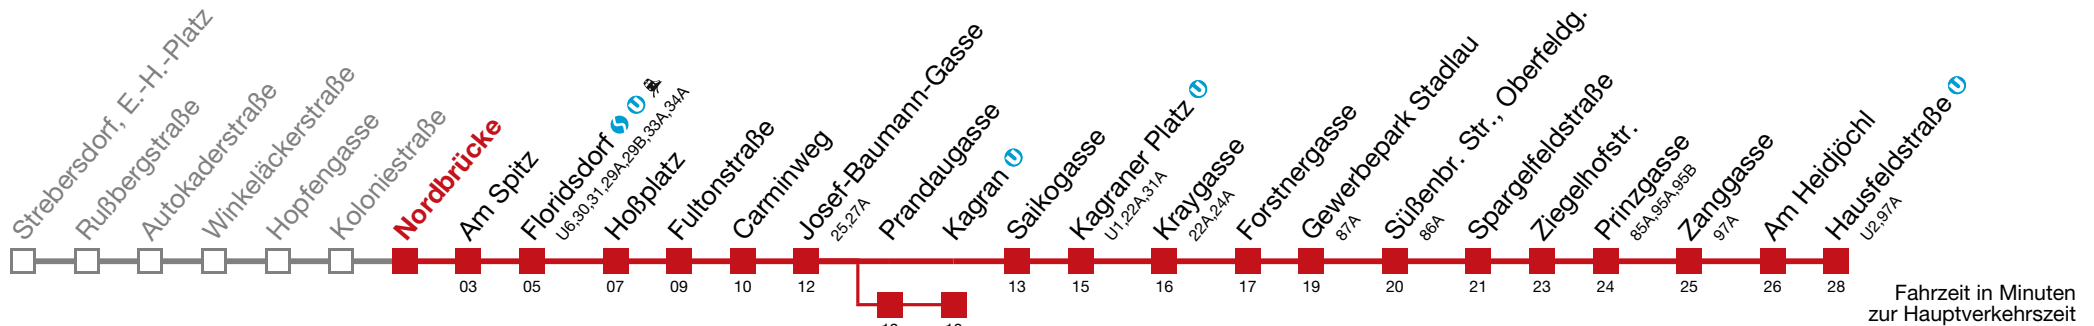 Strebersdorf, E.-H.-Platz
Rußbergstraße
Autokaderstraße
Winkeläckerstraße
Hopfengasse
Koloniestraße
Nordbrücke
Am Spitz
03
Floridsdorf
U6,30,31,29A,29B,33A,34A
05
Hoßplatz
07
Fultonstraße
09
Carminweg
10
Josef-Baumann-Gasse
25,27A
12
Prandaugasse
Kagran
Saikogasse
13
Kagraner Platz
U1,22A,31A
15
Kraygasse
22A,24A
16
Forstnergasse
17
Gewerbepark Stadlau
87A
19
Süßenbr. Str., Oberfeldg.
86A
20
Spargelfeldstraße
21
Ziegelhofstr.
23
Prinzgasse
85A,95A,95B
24
Zanggasse
97A
25
Am Heidjöchl
26
Hausfeldstraße
U2,97A
28
Fahrzeit in Minuten
zur Hauptverkehrszeit